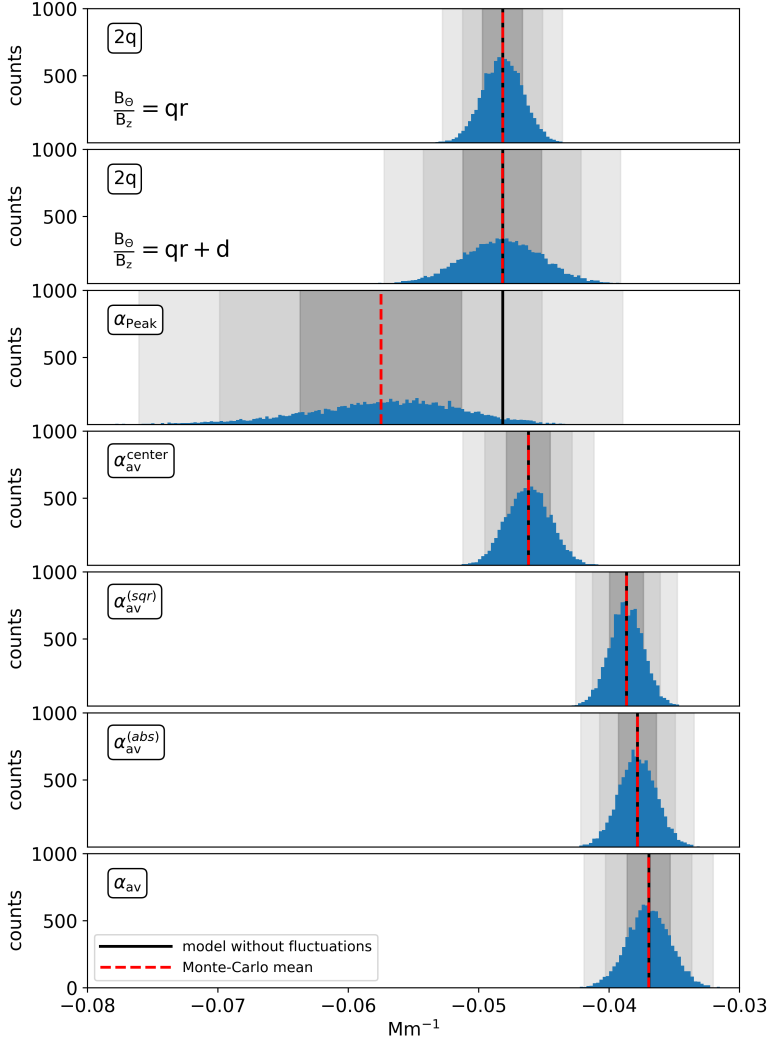 1000
500
counts
2q
B_Θ/B_z = qr
1000
500
counts
2q
B_Θ/B_z = qr + d
1000
500
counts
α_Peak
1000
500
counts
α_av^center
1000
500
counts
α_av^(sqr)
1000
500
counts
α_av^(abs)
1000
500
0
counts
α_av
model without fluctuations
Monte-Carlo mean
−0.08 −0.07 −0.06 −0.05 −0.04 −0.03
Mm⁻¹